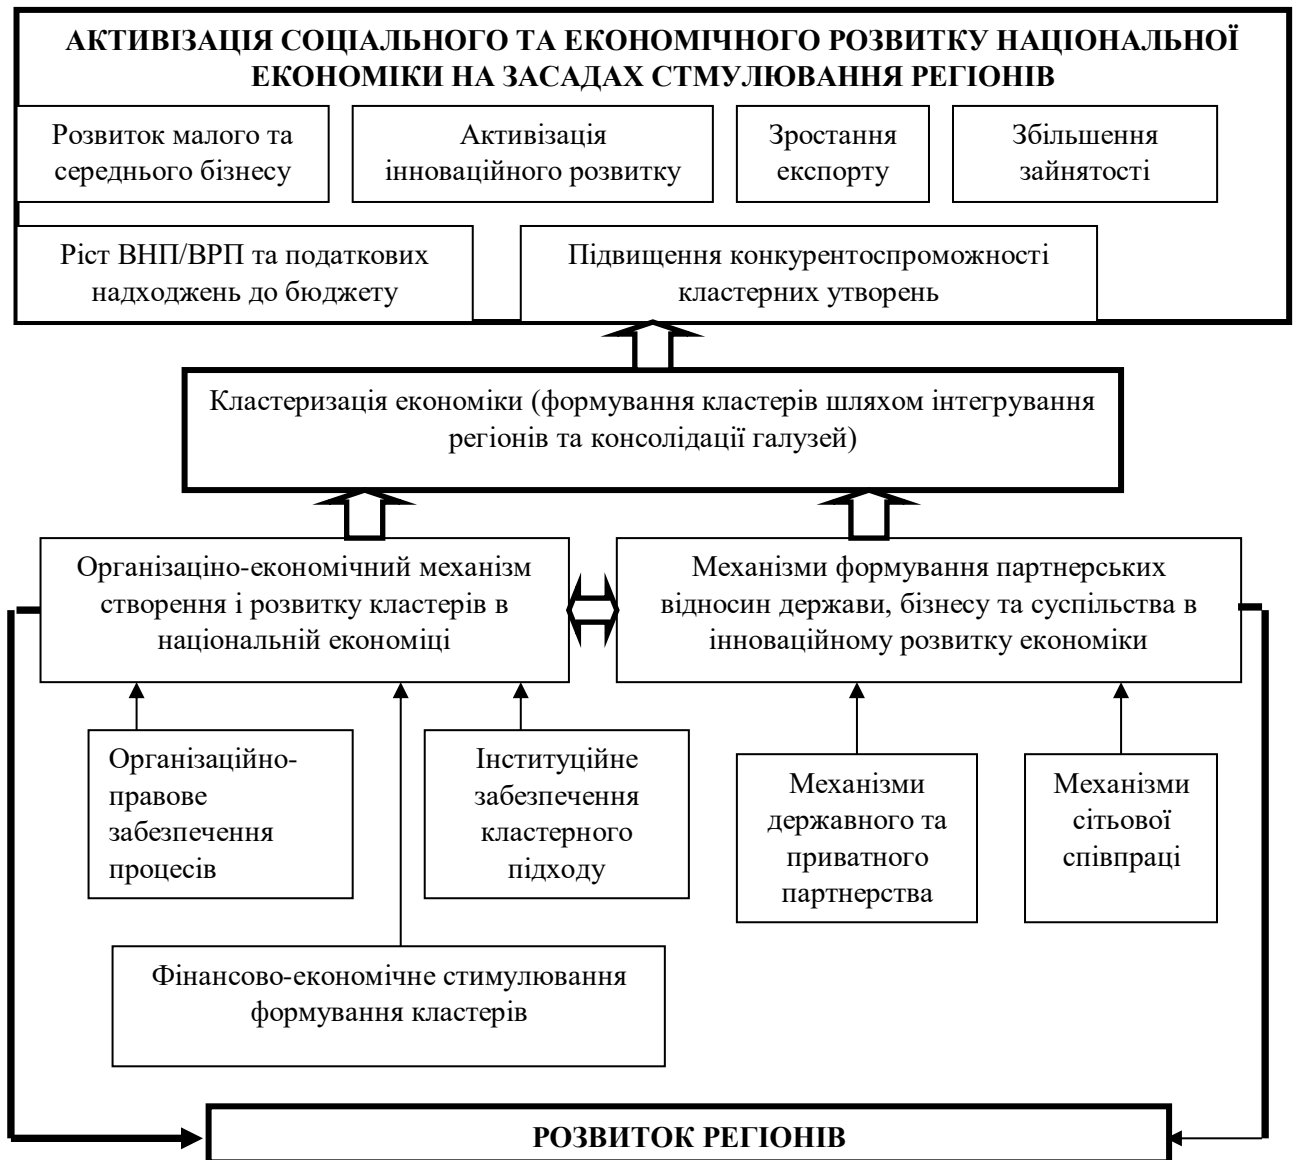 АКТИВІЗАЦІЯ СОЦІАЛЬНОГО ТА ЕКОНОМІЧНОГО РОЗВИТКУ НАЦІОНАЛЬНОЇ
ЕКОНОМІКИ НА ЗАСАДАХ СТМУЛЮВАННЯ РЕГІОНІВ
Розвиток малого та
середнього бізнесу
Активізація
інноваційного розвитку
Зростання
експорту
Збільшення
зайнятості
Ріст ВНП/ВРП та податкових
надходжень до бюджету
Підвищення конкурентоспроможності
кластерних утворень
Кластеризація економіки (формування кластерів шляхом інтегрування
регіонів та консолідації галузей)
Організаціно-економічний механізм
створення і розвитку кластерів в
національній економіці
Механізми формування партнерських
відносин держави, бізнесу та суспільства в
інноваційному розвитку економіки
Організаційно-
правове
забезпечення
процесів
Інституційне
забезпечення
кластерного
підходу
Механізми
державного та
приватного
партнерства
Механізми
сітьової
співпраці
Фінансово-економічне стимулювання
формування кластерів
РОЗВИТОК РЕГІОНІВ